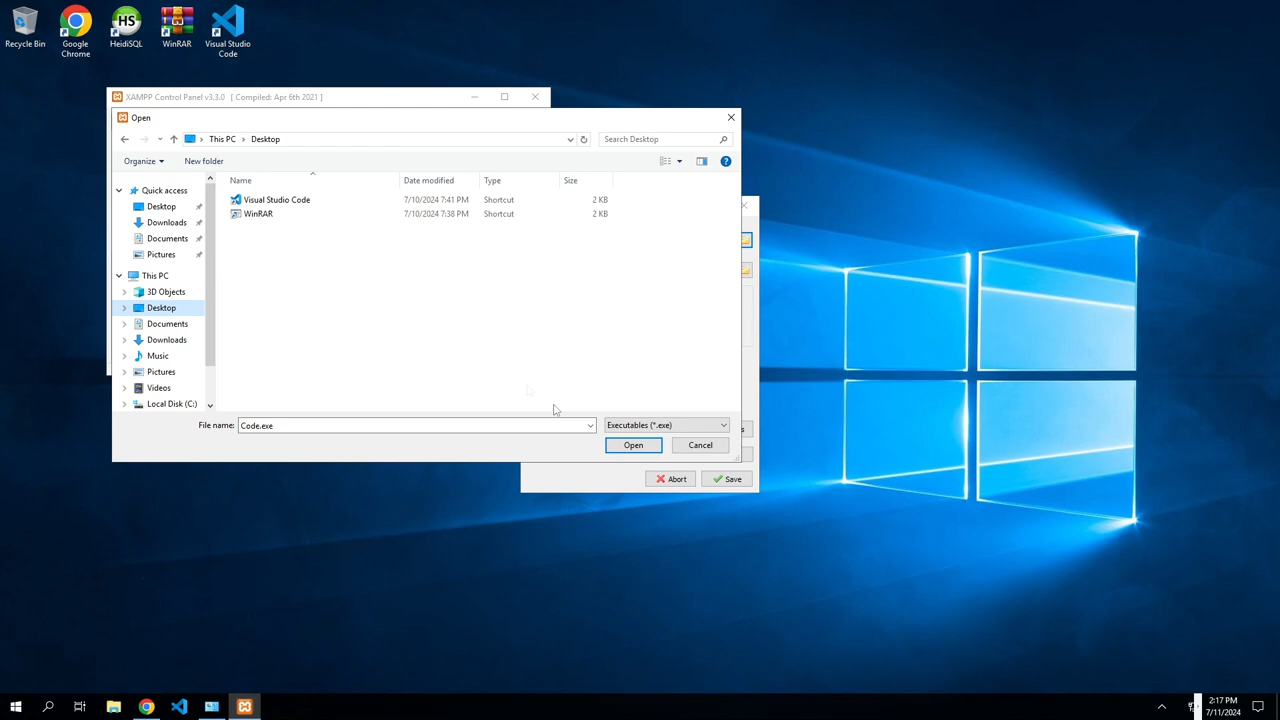 Recycle Bin
Google Chrome
HS
HeidiSQL
WinRAR
Visual Studio Code
XAMPP Control Panel v3.3.0 [ Compiled: Apr 6th 2021 ]
Open
This PC > Desktop
Search Desktop
Organize
New folder
Name
Date modified
Type
Size
Visual Studio Code 7/10/2024 7:41 PM Shortcut 2 KB
WinRAR 7/10/2024 7:38 PM Shortcut 2 KB
Quick access
Desktop
Downloads
Documents
Pictures
This PC
3D Objects
Desktop
Documents
Downloads
Music
Pictures
Videos
Local Disk (C:)
File name: Code.exe
Executables (*.exe)
Open
Cancel
Abort
Save
2:17 PM
7/11/2024